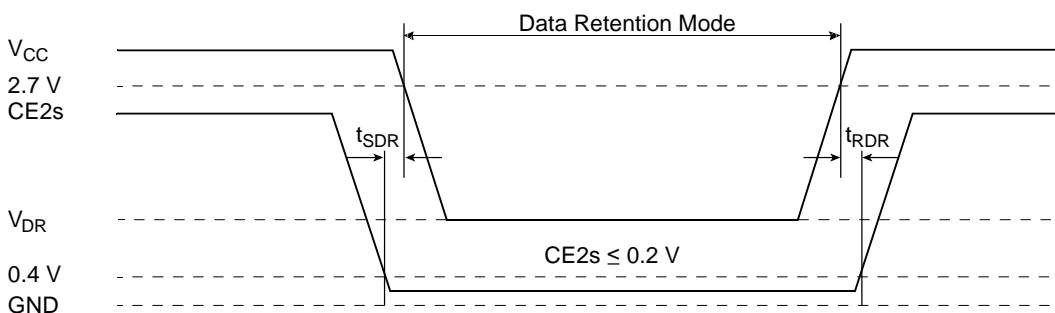 Data Retention Mode
VCC
2.7 V
CE2s
tSDR
tRDR
VDR
CE2s ≤ 0.2 V
0.4 V
GND